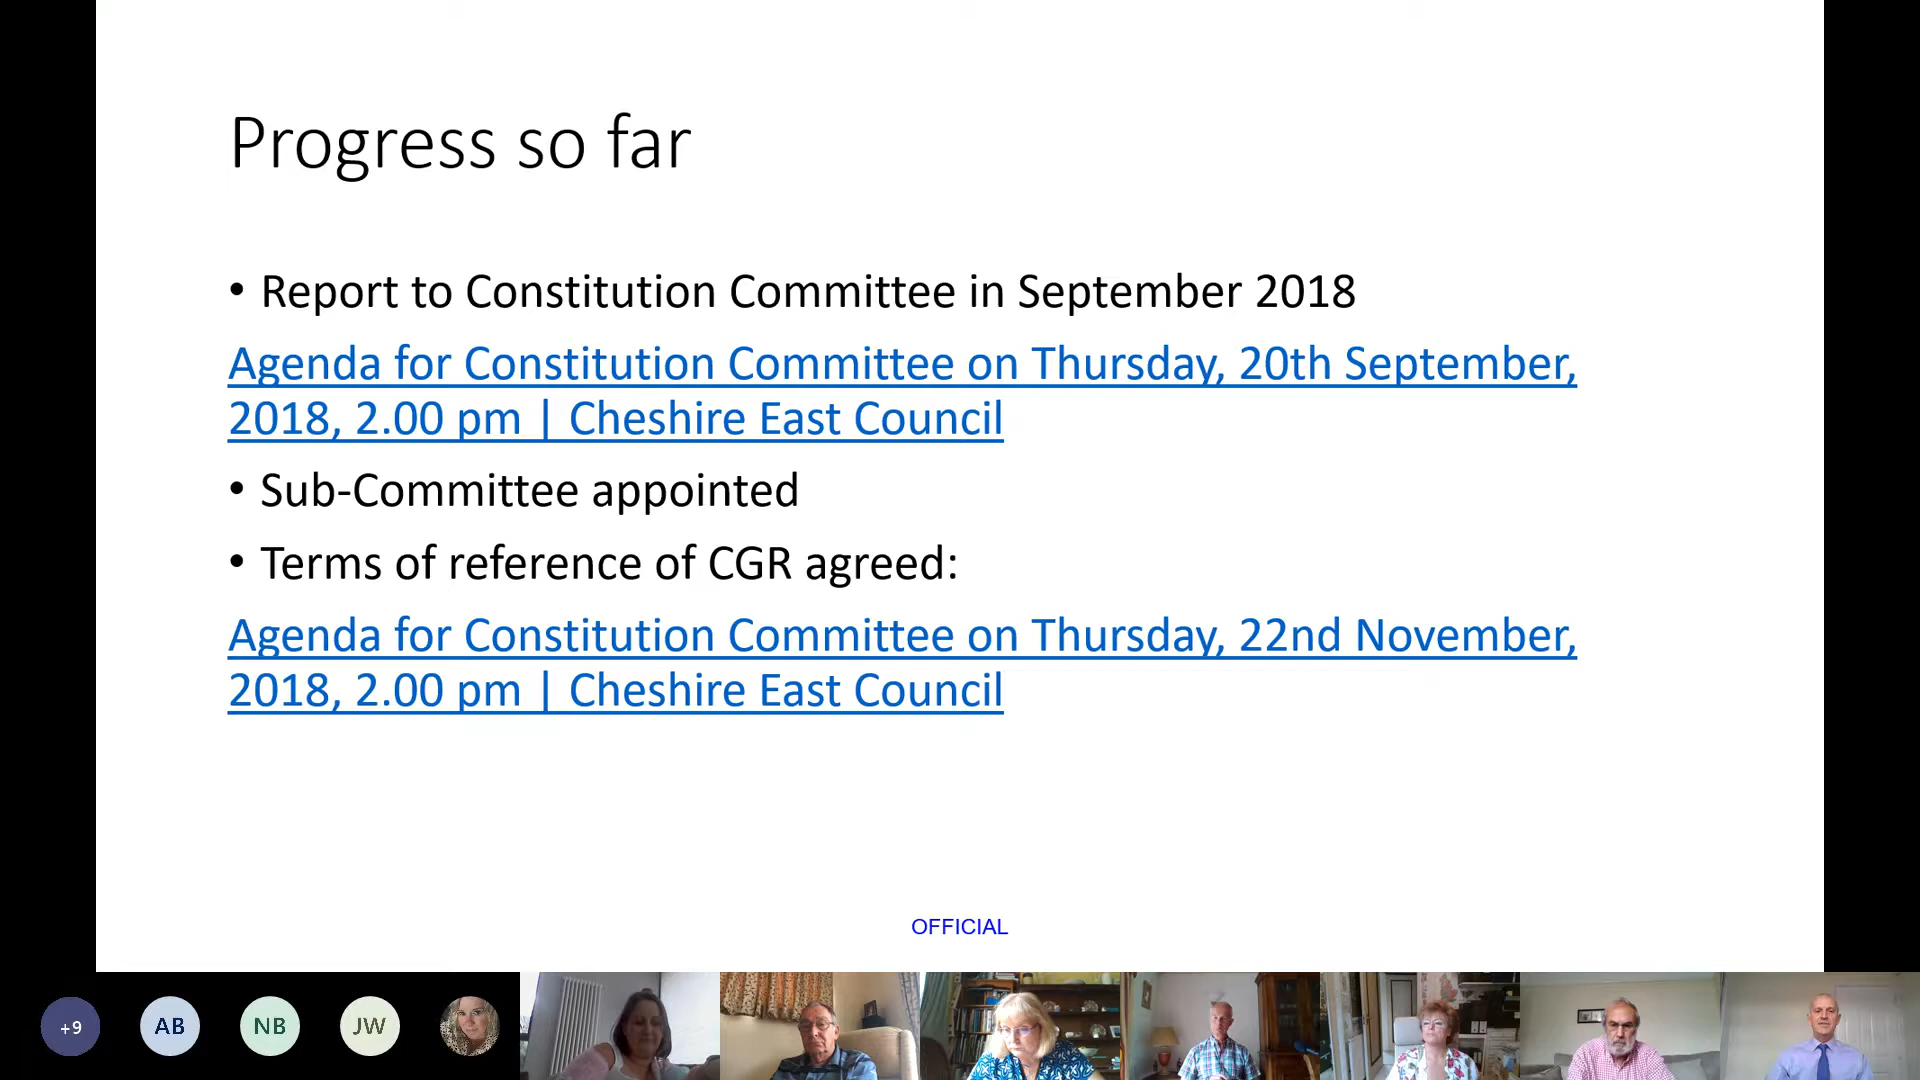 Progress so far
• Report to Constitution Committee in September 2018
Agenda for Constitution Committee on Thursday, 20th September,
2018, 2.00 pm | Cheshire East Council
• Sub-Committee appointed
• Terms of reference of CGR agreed:
Agenda for Constitution Committee on Thursday, 22nd November,
2018, 2.00 pm | Cheshire East Council
OFFICIAL
+9 AB NB JW